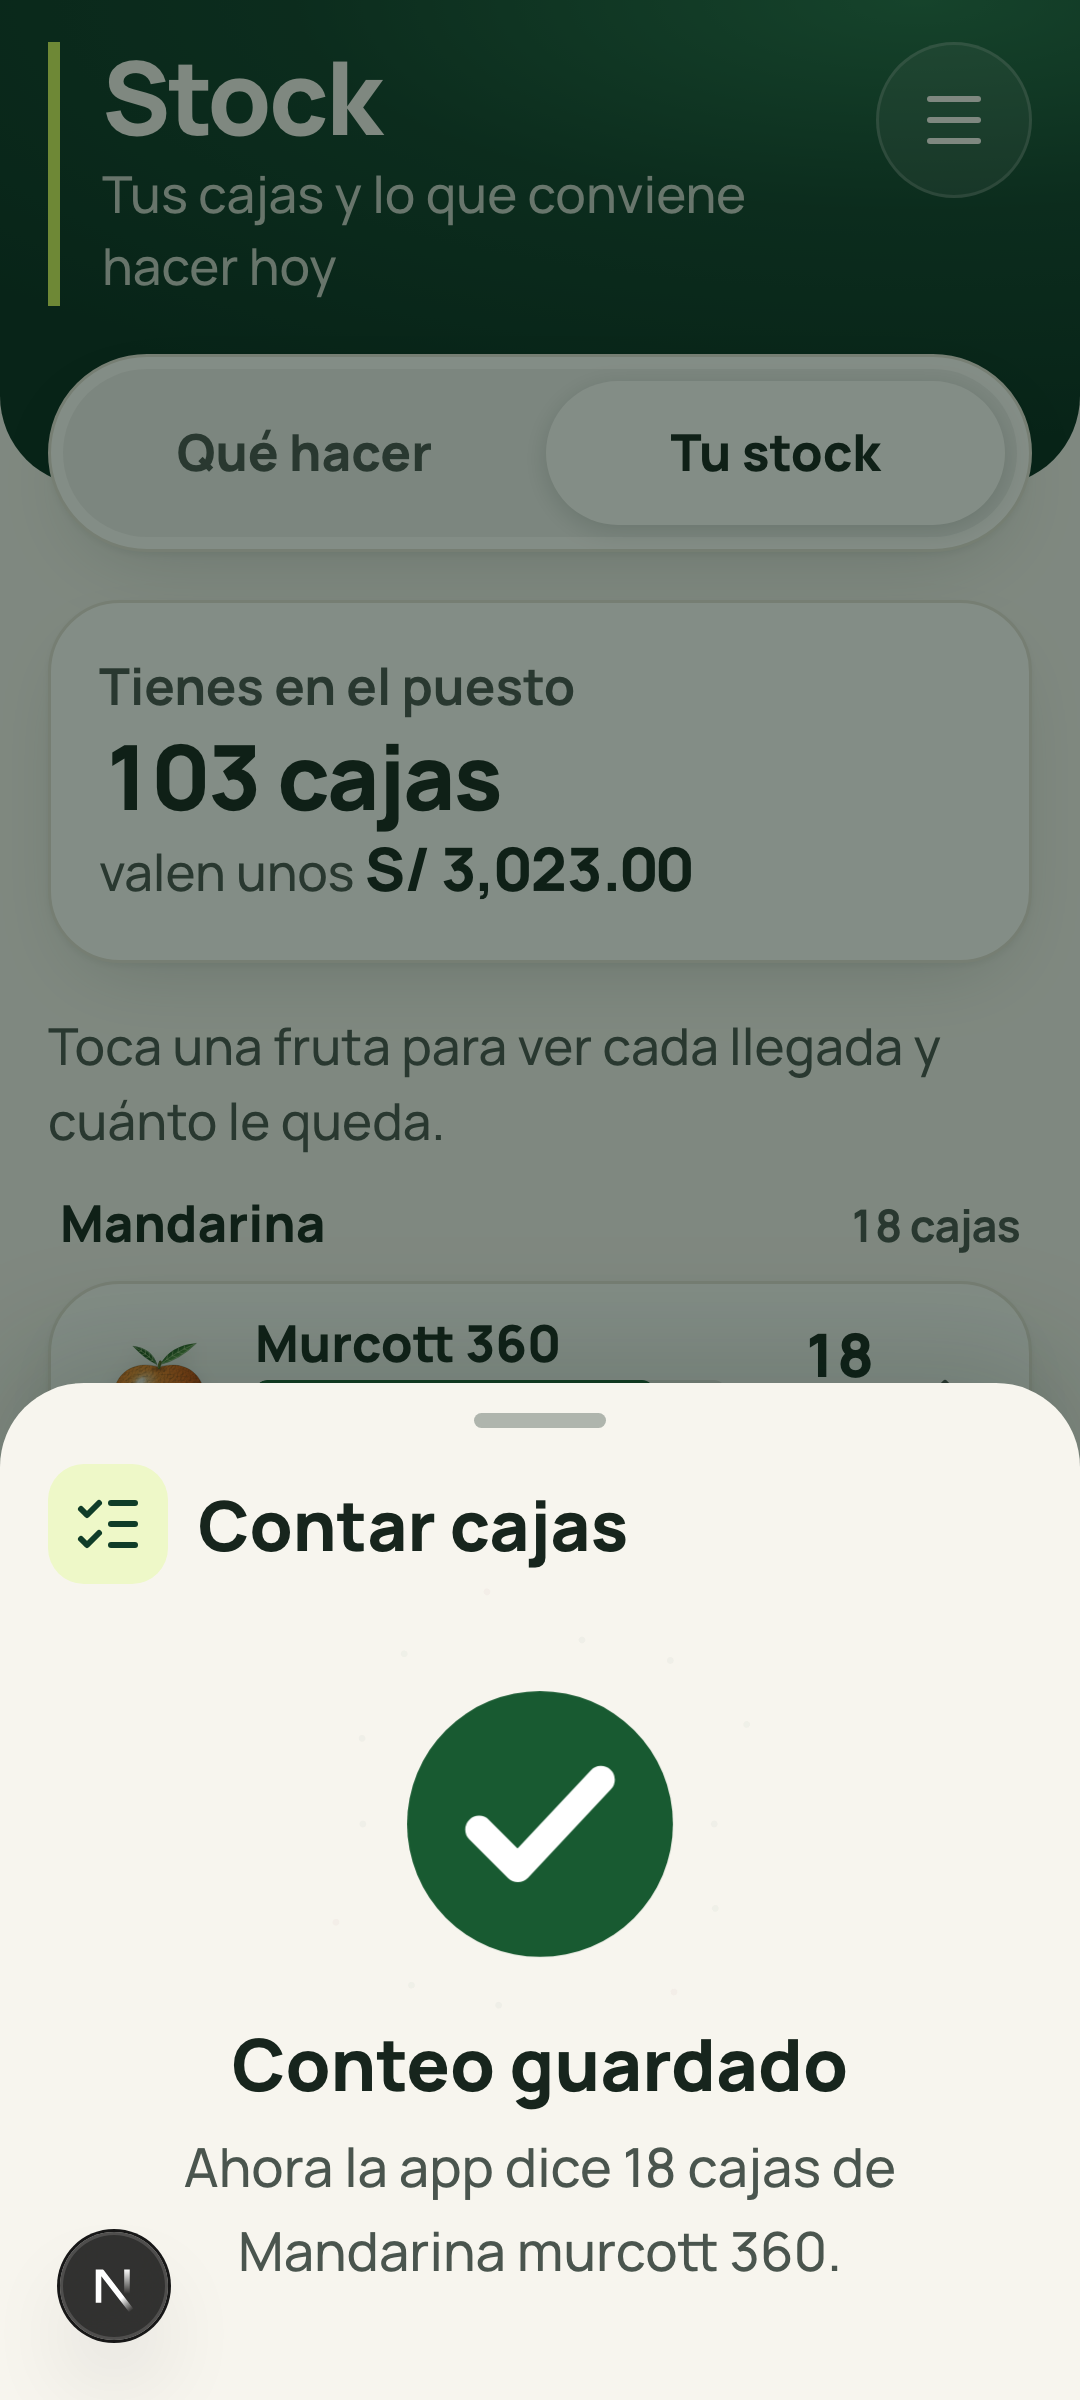 Stock
Tus cajas y lo que conviene
hacer hoy
Qué hacer
Tu stock
Tienes en el puesto
103 cajas
valen unos S/ 3,023.00
Toca una fruta para ver cada llegada y
cuánto le queda.
Mandarina
18 cajas
Murcott 360
18
Contar cajas
Conteo guardado
Ahora la app dice 18 cajas de
Mandarina murcott 360.
N